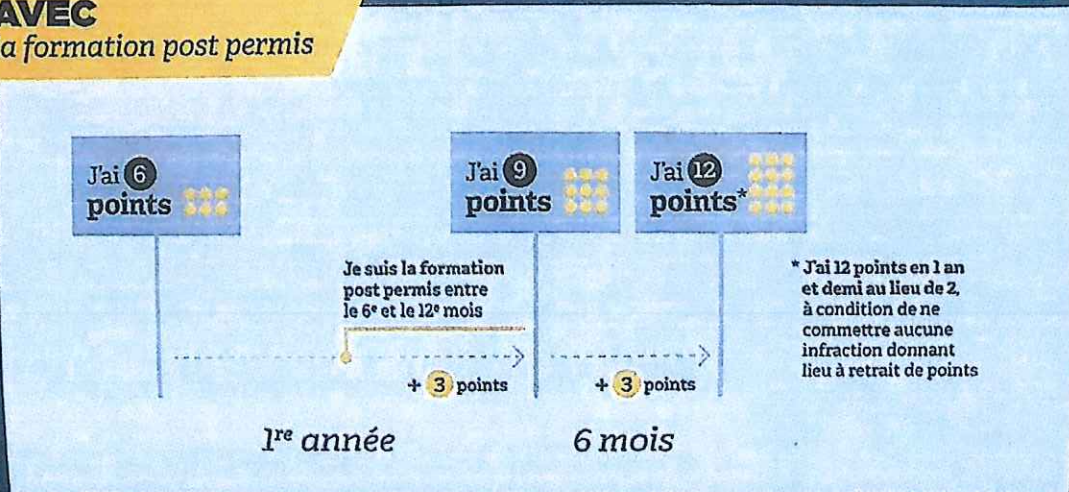 AVEC
a formation post permis
J'ai 6
points
J'ai 9
points
J'ai 12
points*
Je suis la formation
post permis entre
le 6e et le 12e mois
* J'ai 12 points en 1 an
et demi au lieu de 2,
à condition de ne
commettre aucune
infraction donnant
lieu à retrait de points
+ 3 points
+ 3 points
1re année
6 mois